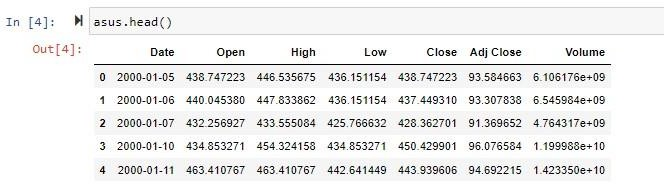 In [4]: asus.head()
Out[4]:
Date Open High Low Close Adj Close Volume
0 2000-01-05 438.747223 446.535675 436.151154 438.747223 93.584663 6.106176e+09
1 2000-01-06 440.045380 447.833862 436.151154 437.449310 93.307838 6.545984e+09
2 2000-01-07 432.256927 433.555084 425.766632 428.362701 91.369652 4.764317e+09
3 2000-01-10 434.853271 454.324158 434.853271 450.429901 96.076584 1.199988e+10
4 2000-01-11 463.410767 463.410767 442.641449 443.939606 94.692215 1.423350e+10